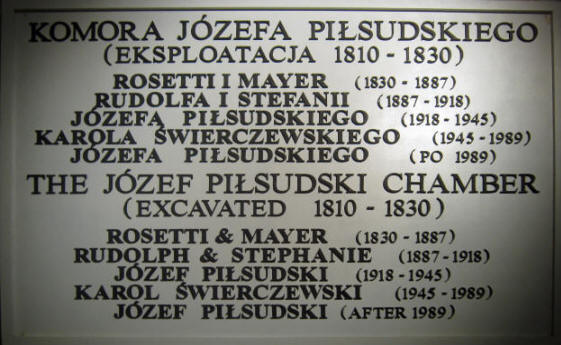 KOMORA JÓZEFA PIŁSUDSKIEGO
(EKSPLOATACJA 1810 - 1830)
ROSETTI I MAYER (1830 - 1887)
RUDOLFA I STEFANII (1887 - 1918)
JÓZEFA PIŁSUDSKIEGO (1918 - 1945)
KAROLA ŚWIERCZEWSKIEGO (1945 - 1989)
JÓZEFA PIŁSUDSKIEGO (PO 1989)
THE JÓZEF PIŁSUDSKI CHAMBER
(EXCAVATED 1810 - 1830)
ROSETTI & MAYER (1830 - 1887)
RUDOLPH & STEPHANIE (1887 - 1918)
JÓZEF PIŁSUDSKI (1918 - 1945)
KAROL ŚWIERCZEWSKI (1945 - 1989)
JÓZEF PIŁSUDSKI (AFTER 1989)